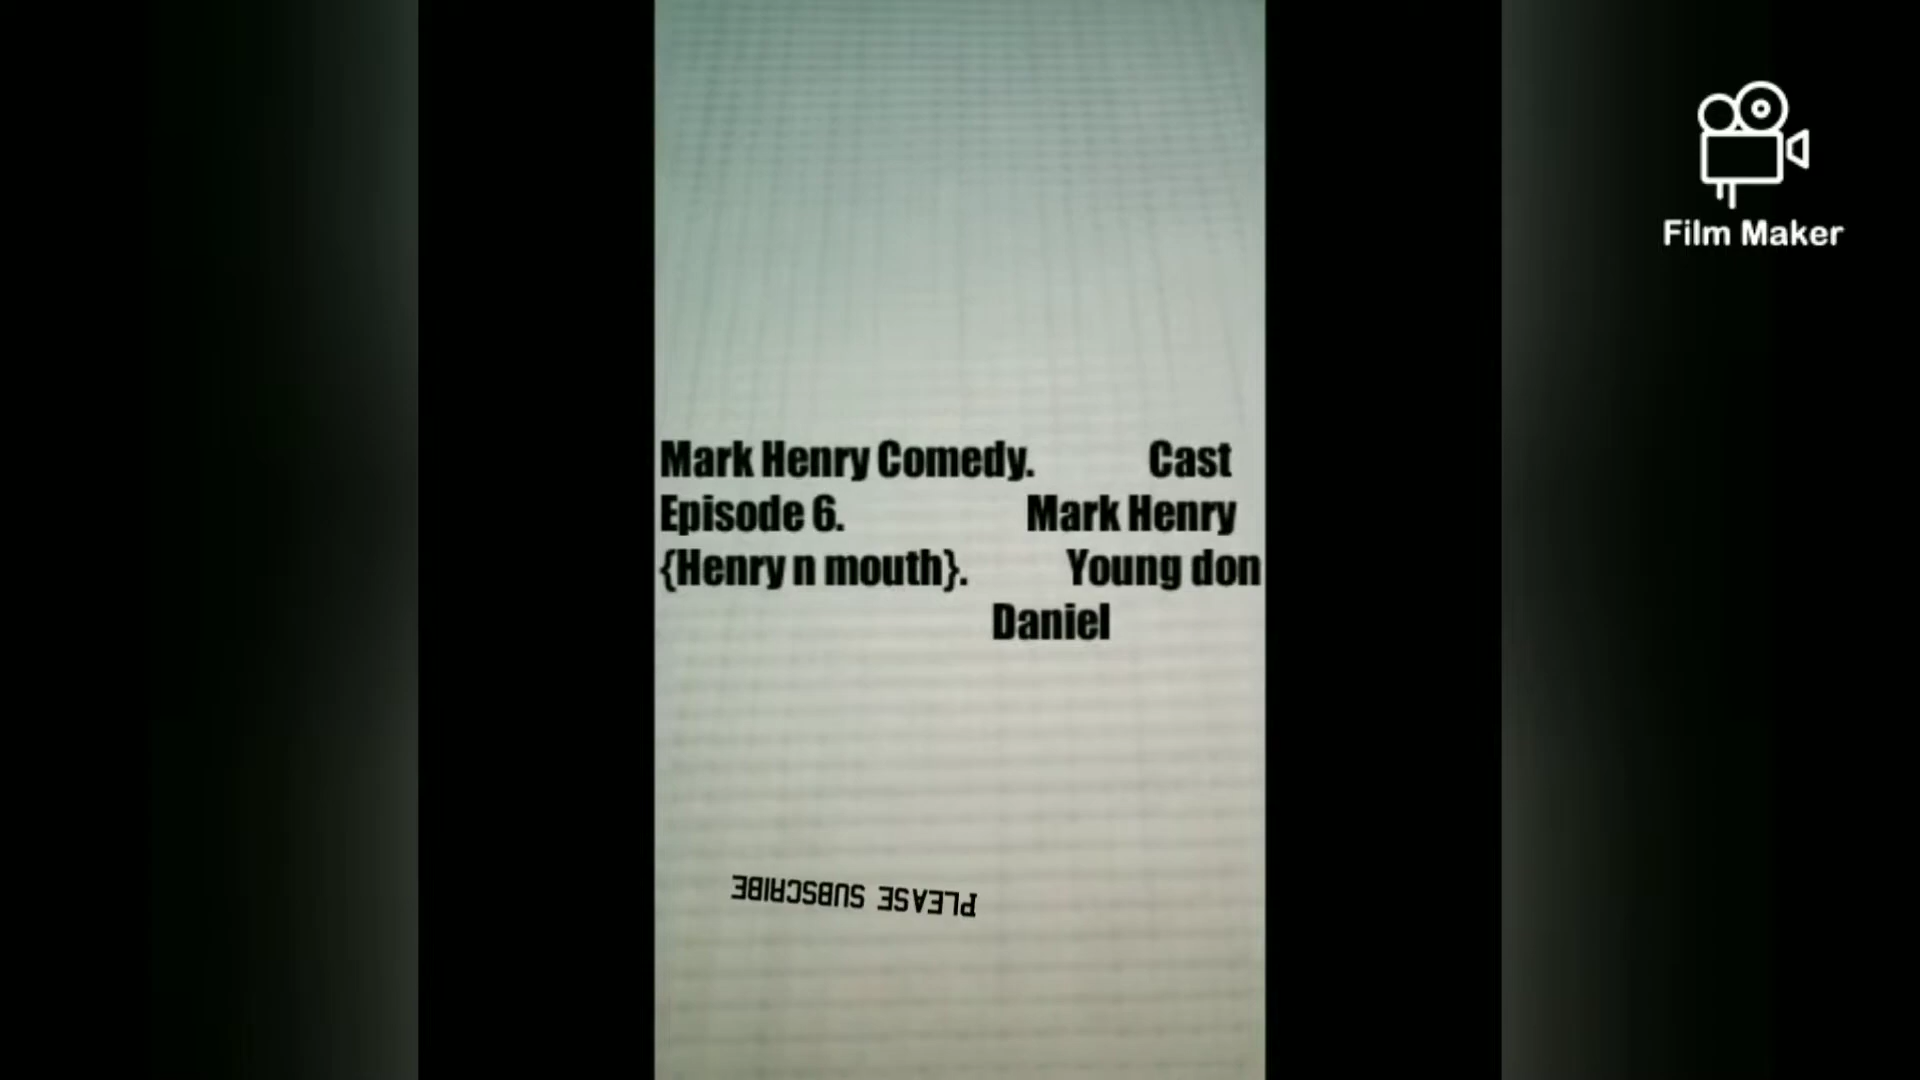 Film Maker
Mark Henry Comedy. Cast
Episode 6. Mark Henry
{Henry n mouth}. Young don
Daniel
PLEASE SUBSCRIBE